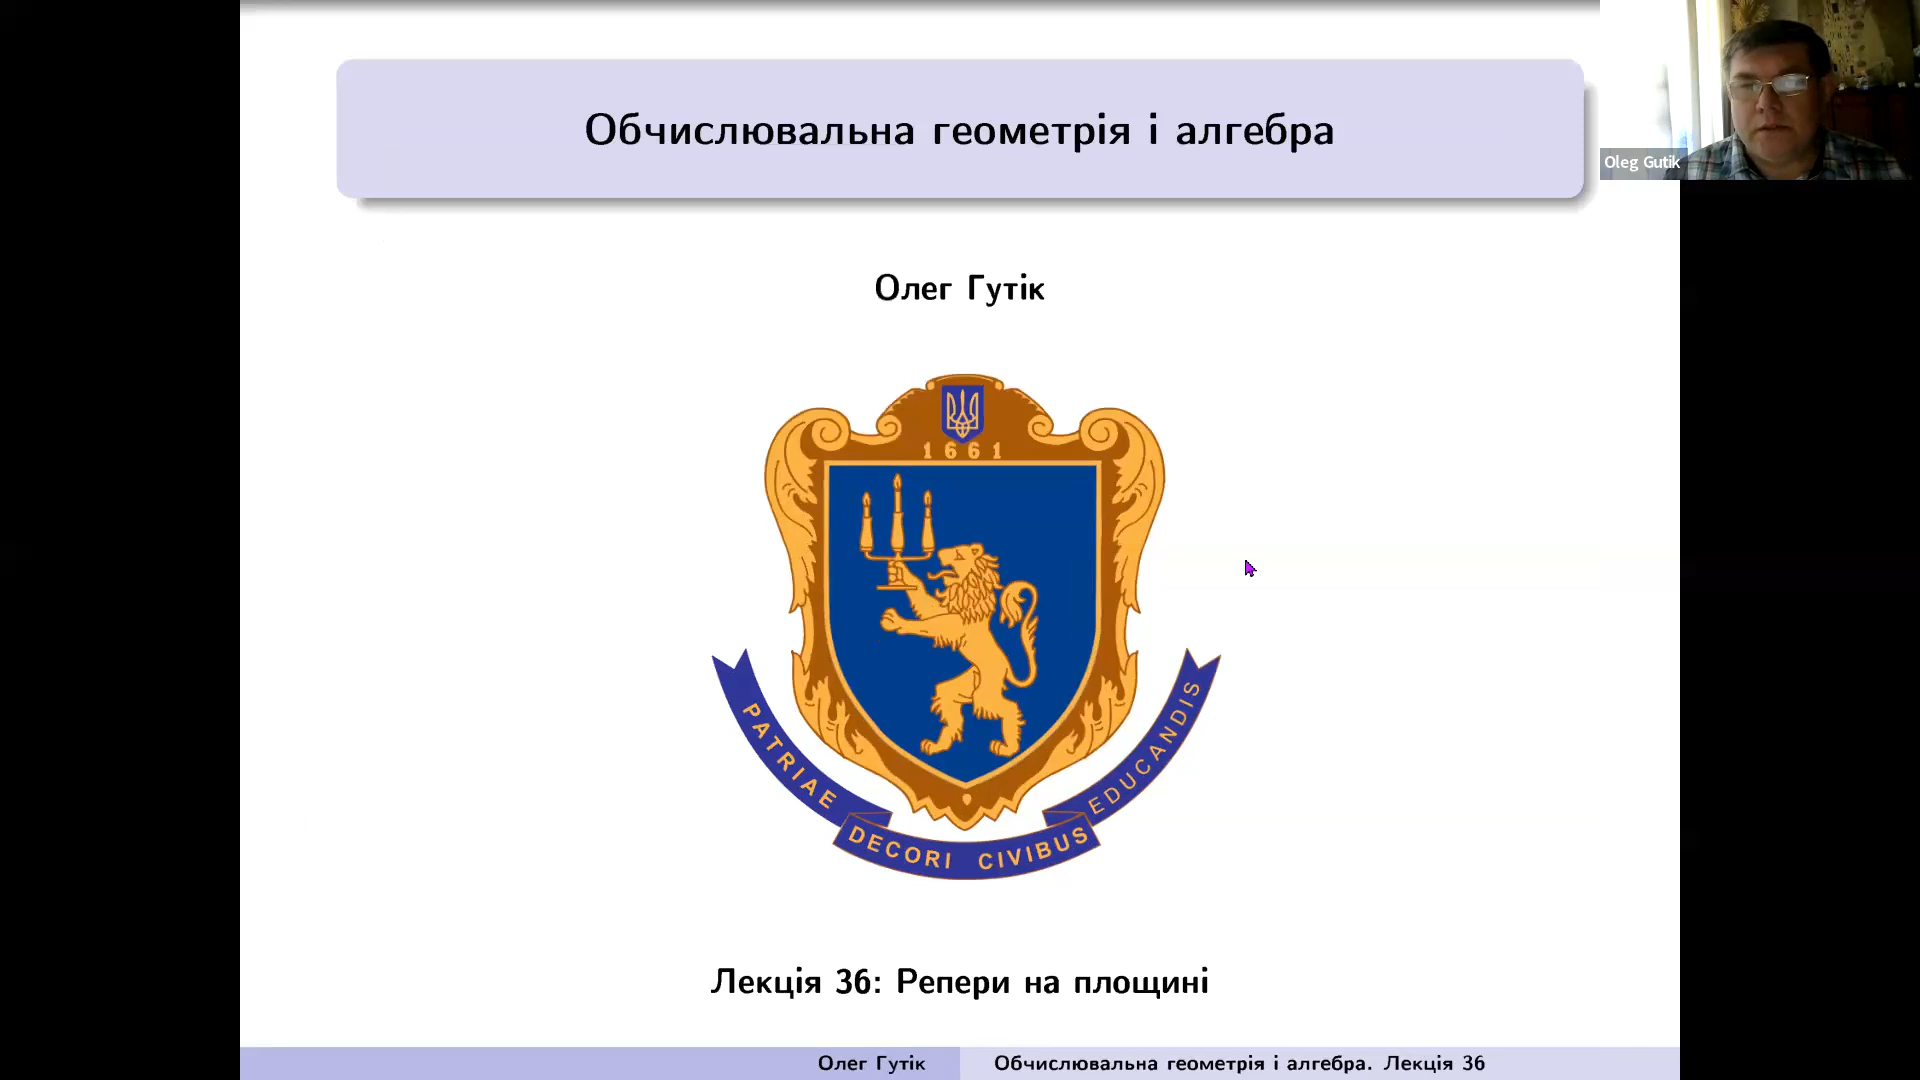 Обчислювальна геометрія і алгебра
Oleg Gutik
Олег Гутік
1661
PATRIAE DECORI CIVIBUS EDUCANDIS
Лекція 36: Репери на площині
Олег Гутік
Обчислювальна геометрія і алгебра. Лекція 36